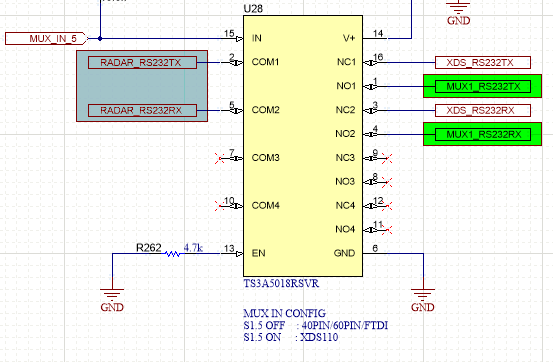 GND
U28
MUX_IN_5
15
IN
V+
14
RADAR_RS232TX
2
COM1
NC1
16
XDS_RS232TX
NO1
1
MUX1_RS232TX
RADAR_RS232RX
5
COM2
NC2
3
XDS_RS232RX
NO2
4
MUX1_RS232RX
7
COM3
NC3
9
NO3
8
10
COM4
NC4
12
NO4
11
R262
4.7k
13
EN
GND
6
TS3A5018RSVR
GND
GND
MUX IN CONFIG
S1.5 OFF : 40PIN/60PIN/FTDI
S1.5 ON : XDS110